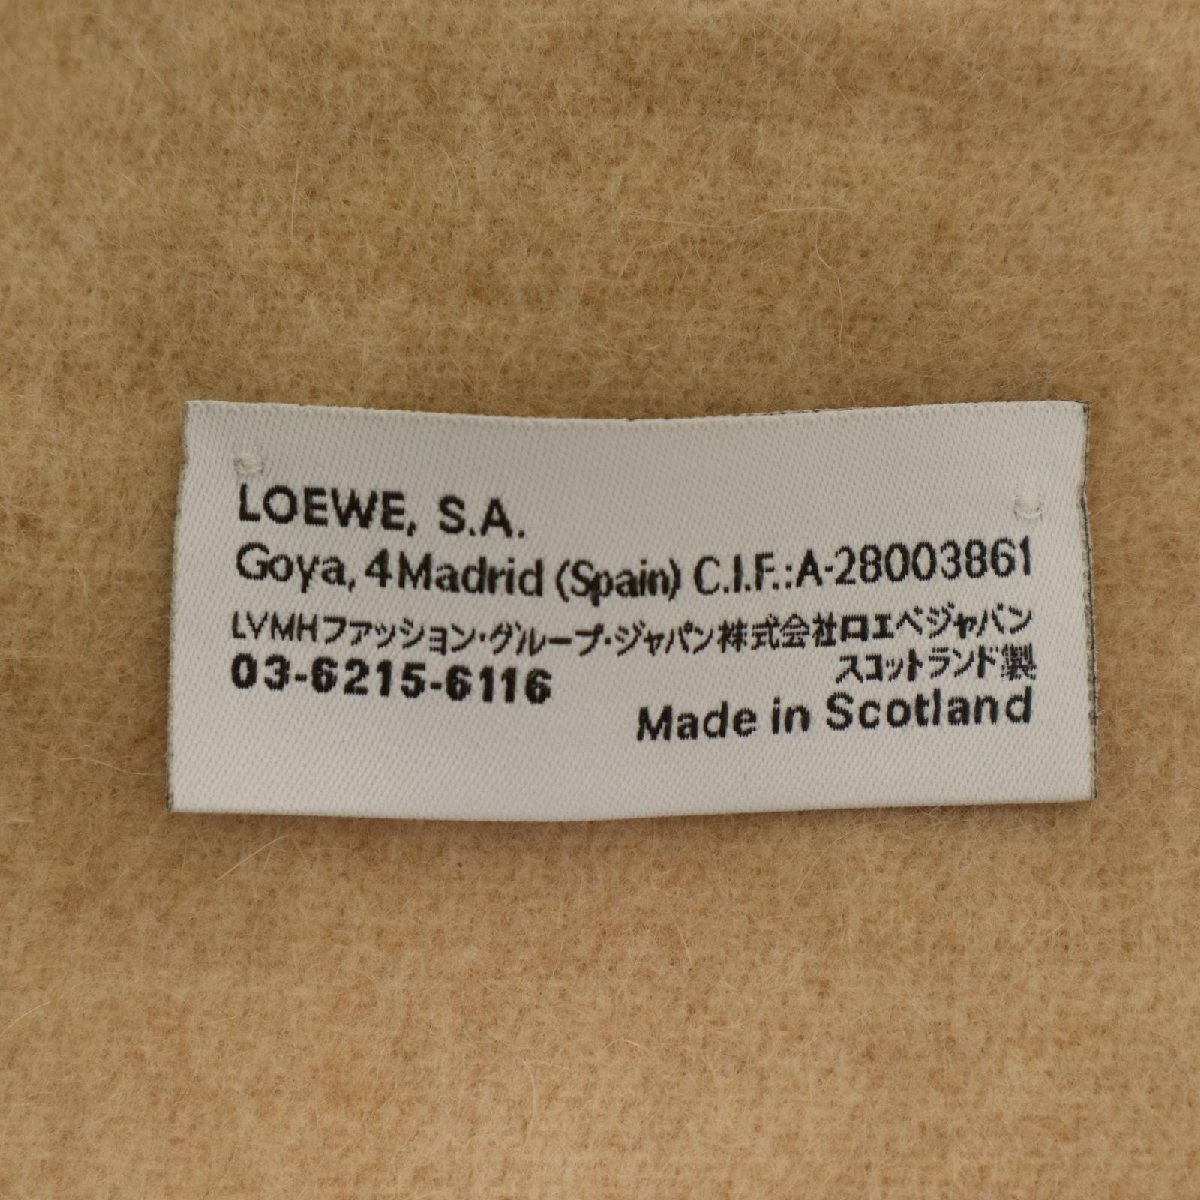 LOEWE, S.A.
Goya, 4 Madrid (Spain) C.I.F.:A-28003861
LVMHファッション・グループ・ジャパン株式会社ロエベジャパン
03-6215-6116
スコットランド製
Made in Scotland